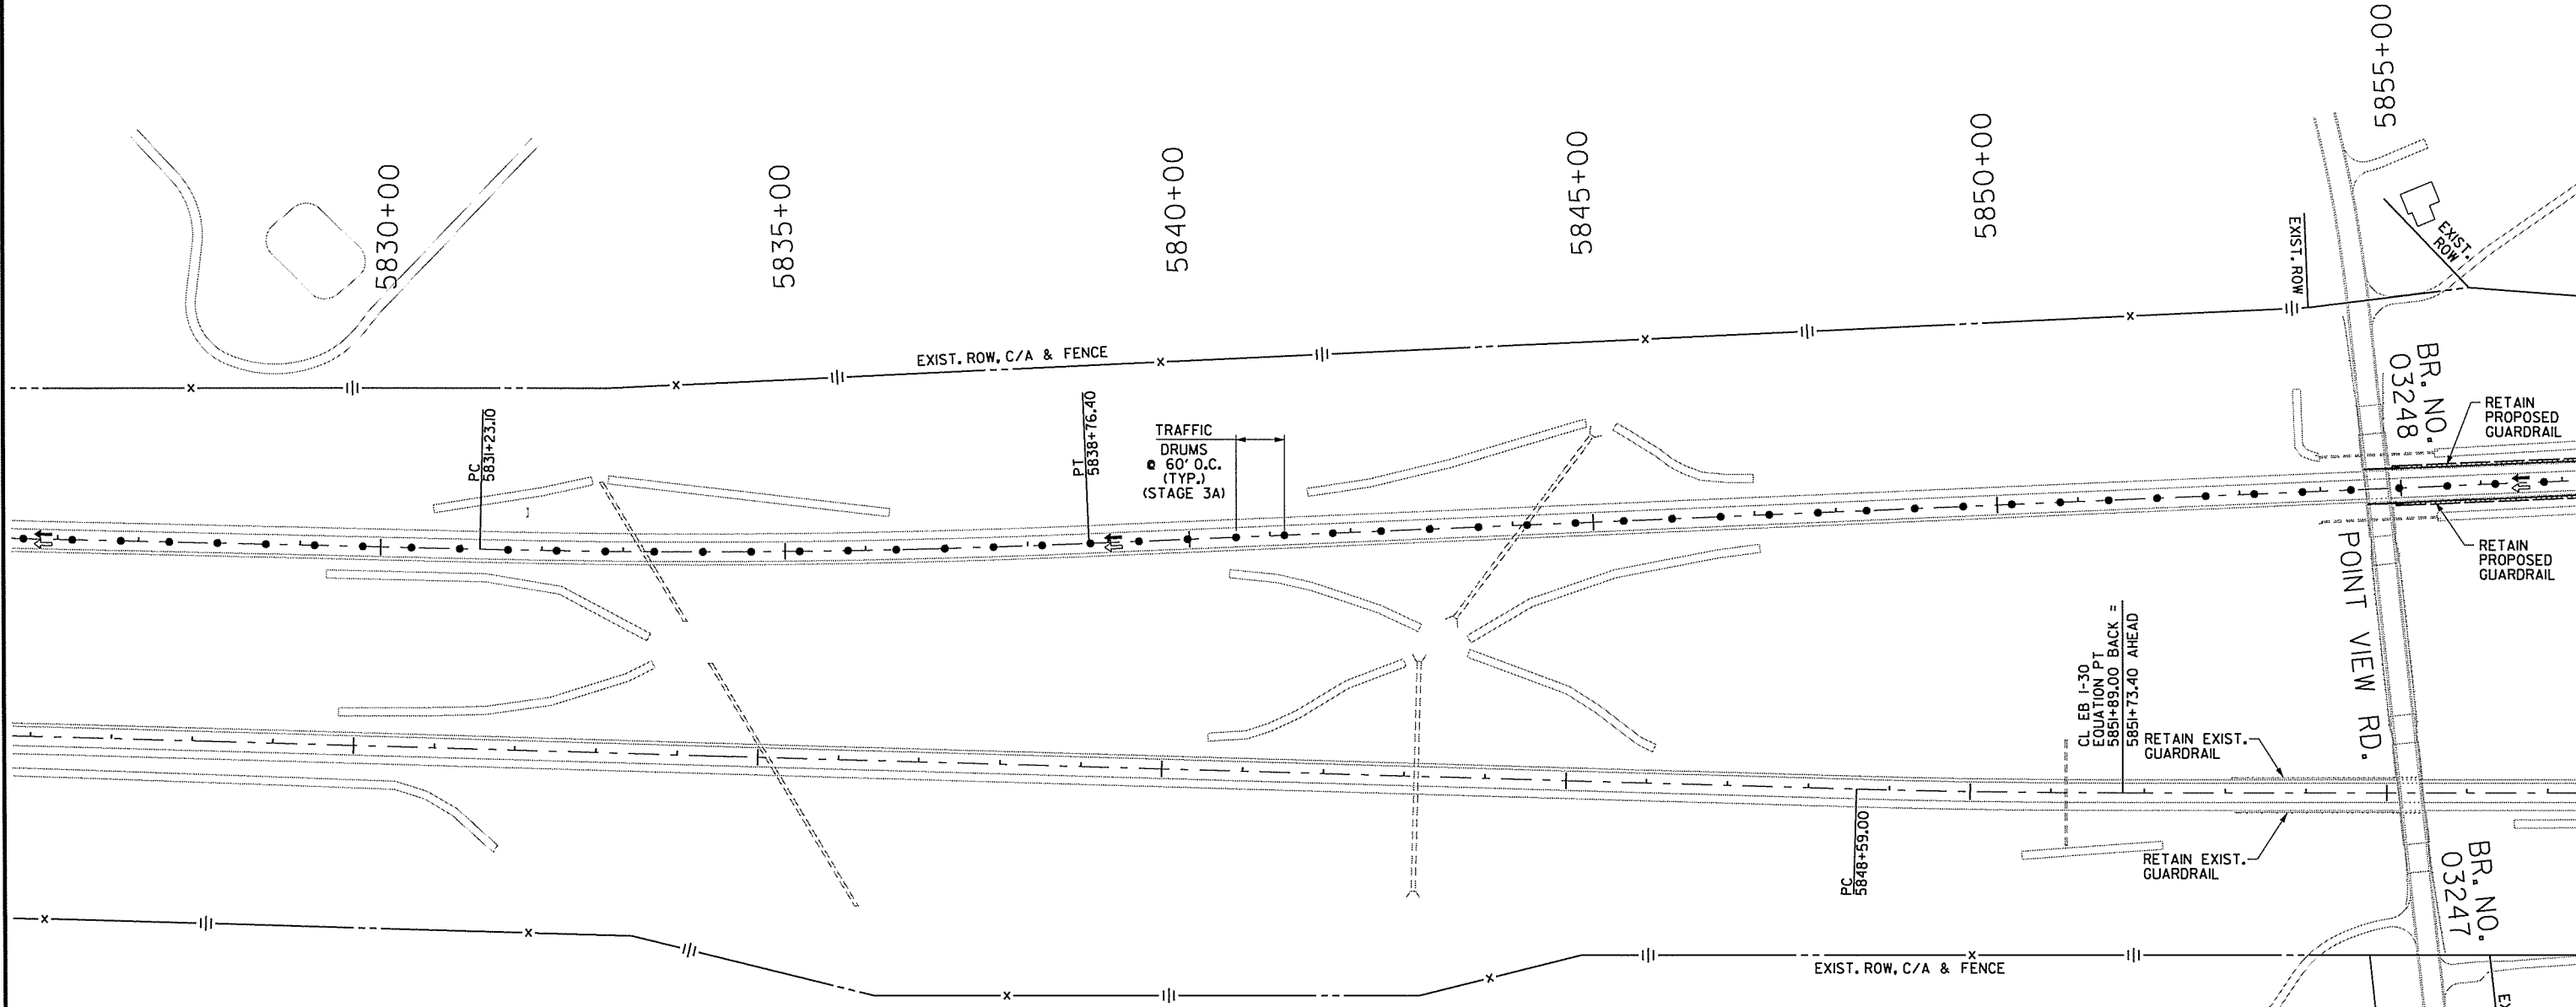 5830+00
5835+00
5840+00
5845+00
5850+00
5855+00
EXIST. ROW
EXIST.
ROW
EXIST. ROW, C/A & FENCE
PC
5831+23.10
PT
5838+76.40
TRAFFIC
DRUMS
@ 60' O.C.
(TYP.)
(STAGE 3A)
BR. NO.
03248
RETAIN
PROPOSED
GUARDRAIL
RETAIN
PROPOSED
GUARDRAIL
POINT VIEW RD.
CL EB I-30
EQUATION PT
5851+89.00 BACK =
5851+73.40 AHEAD
RETAIN EXIST.
GUARDRAIL
PC
5848+59.00
RETAIN EXIST.
GUARDRAIL
BR. NO.
03247
EXIST. ROW, C/A & FENCE